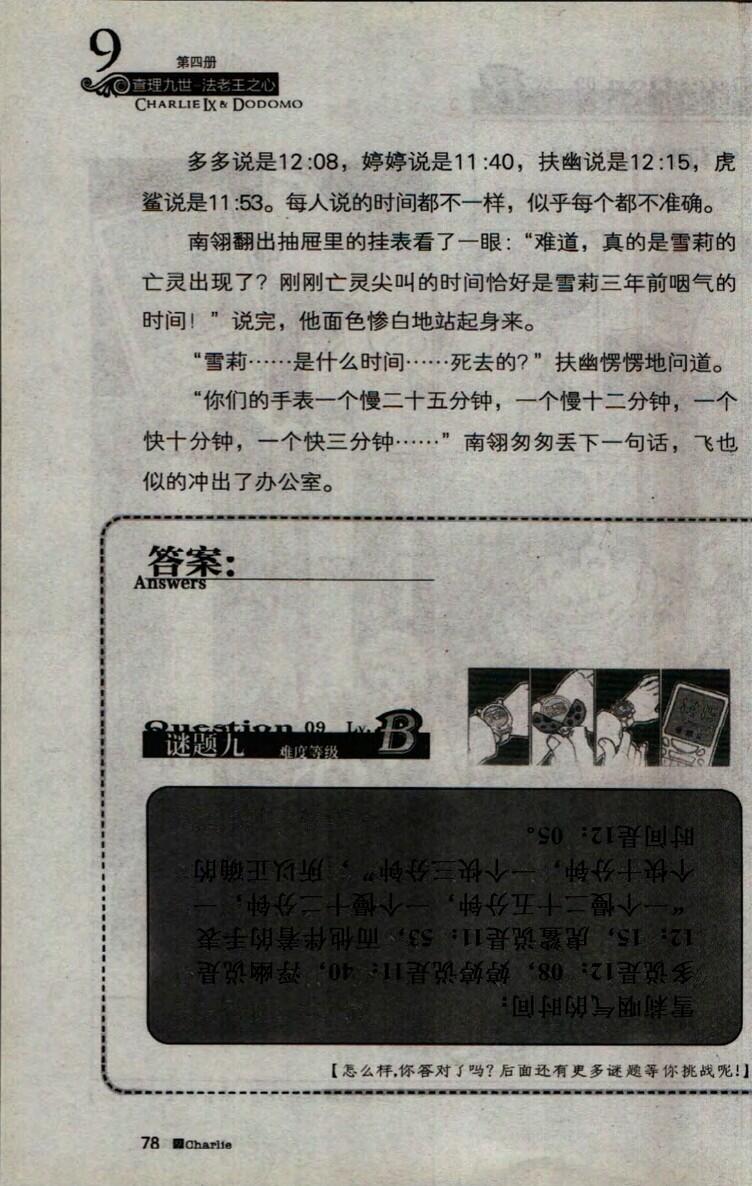 9
第四册
查理九世·法老王之心
CHARLIE IX & DODOMO
多多说是12:08，婷婷说是11:40，扶幽说是12:15，虎
鲨说是11:53。每人说的时间都不一样，似乎每个都不准确。
南翎翻出抽屉里的挂表看了一眼：“难道，真的是雪莉的
亡灵出现了？刚刚亡灵尖叫的时间恰好是雪莉三年前咽气的
时间！”说完，他面色惨白地站起身来。
“雪莉……是什么时间……死去的？”扶幽愣愣地问道。
“你们的手表一个慢二十五分钟，一个慢十二分钟，一个
快十分钟，一个快三分钟……”南翎匆匆丢下一句话，飞也
似的冲出了办公室。
答案：
Answers
Question 09 Lv. B
谜题九 难度等级
雪莉咽气的时间：
多说是12：08，婷婷说是11：40，浮幽说是
12：15，虎鲨说是11：53，而他伴着的手表
“一个慢二十五分钟，一个慢十二分钟，一
个快十分钟，一个快三分钟”，所以正确的
时间是12：05。
【怎么样,你答对了吗？后面还有更多谜题等你挑战呢!】
78 Charlie